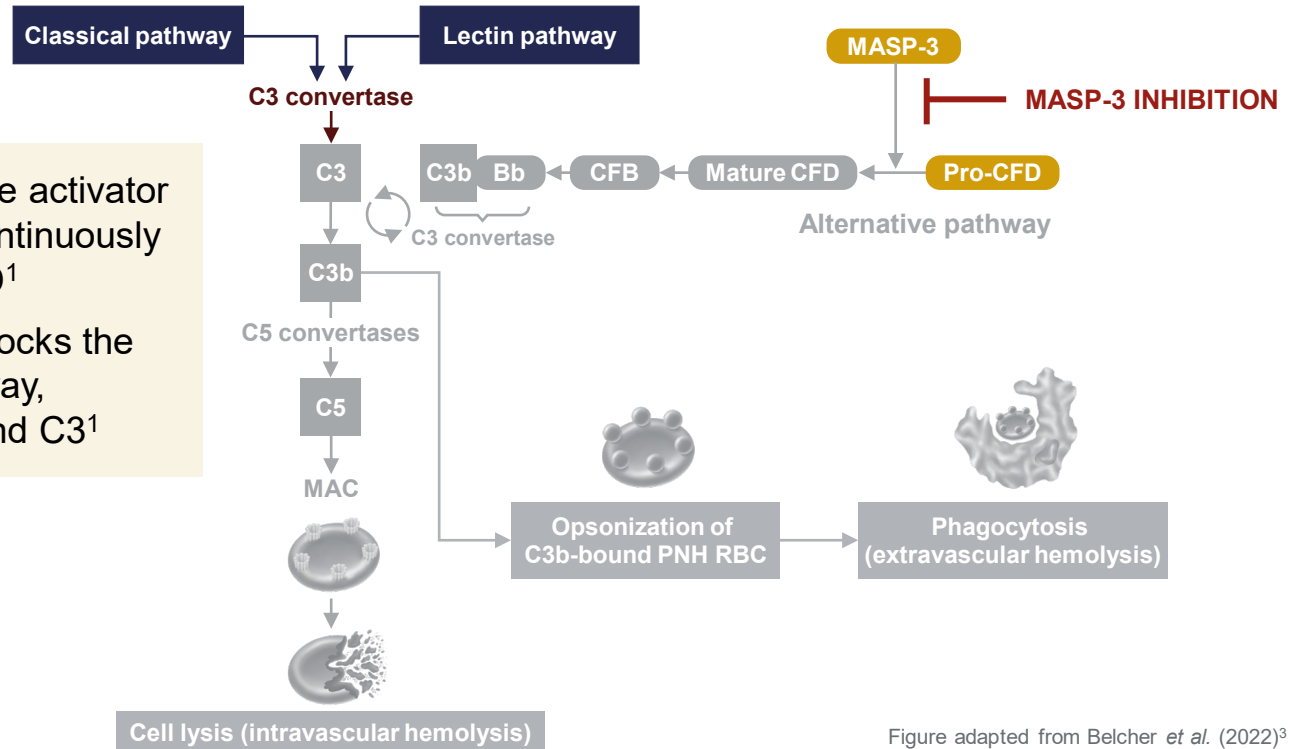 Classical pathway
Lectin pathway
C3 convertase
MASP-3
MASP-3 INHIBITION
e activator
ntinuously
1
ocks the
ay,
nd C31
C3
C3b Bb
CFB
Mature CFD
Pro-CFD
C3 convertase
Alternative pathway
C3b
C5 convertases
C5
MAC
Opsonization of
C3b-bound PNH RBC
Phagocytosis
(extravascular hemolysis)
Cell lysis (intravascular hemolysis)
Figure adapted from Belcher et al. (2022)3